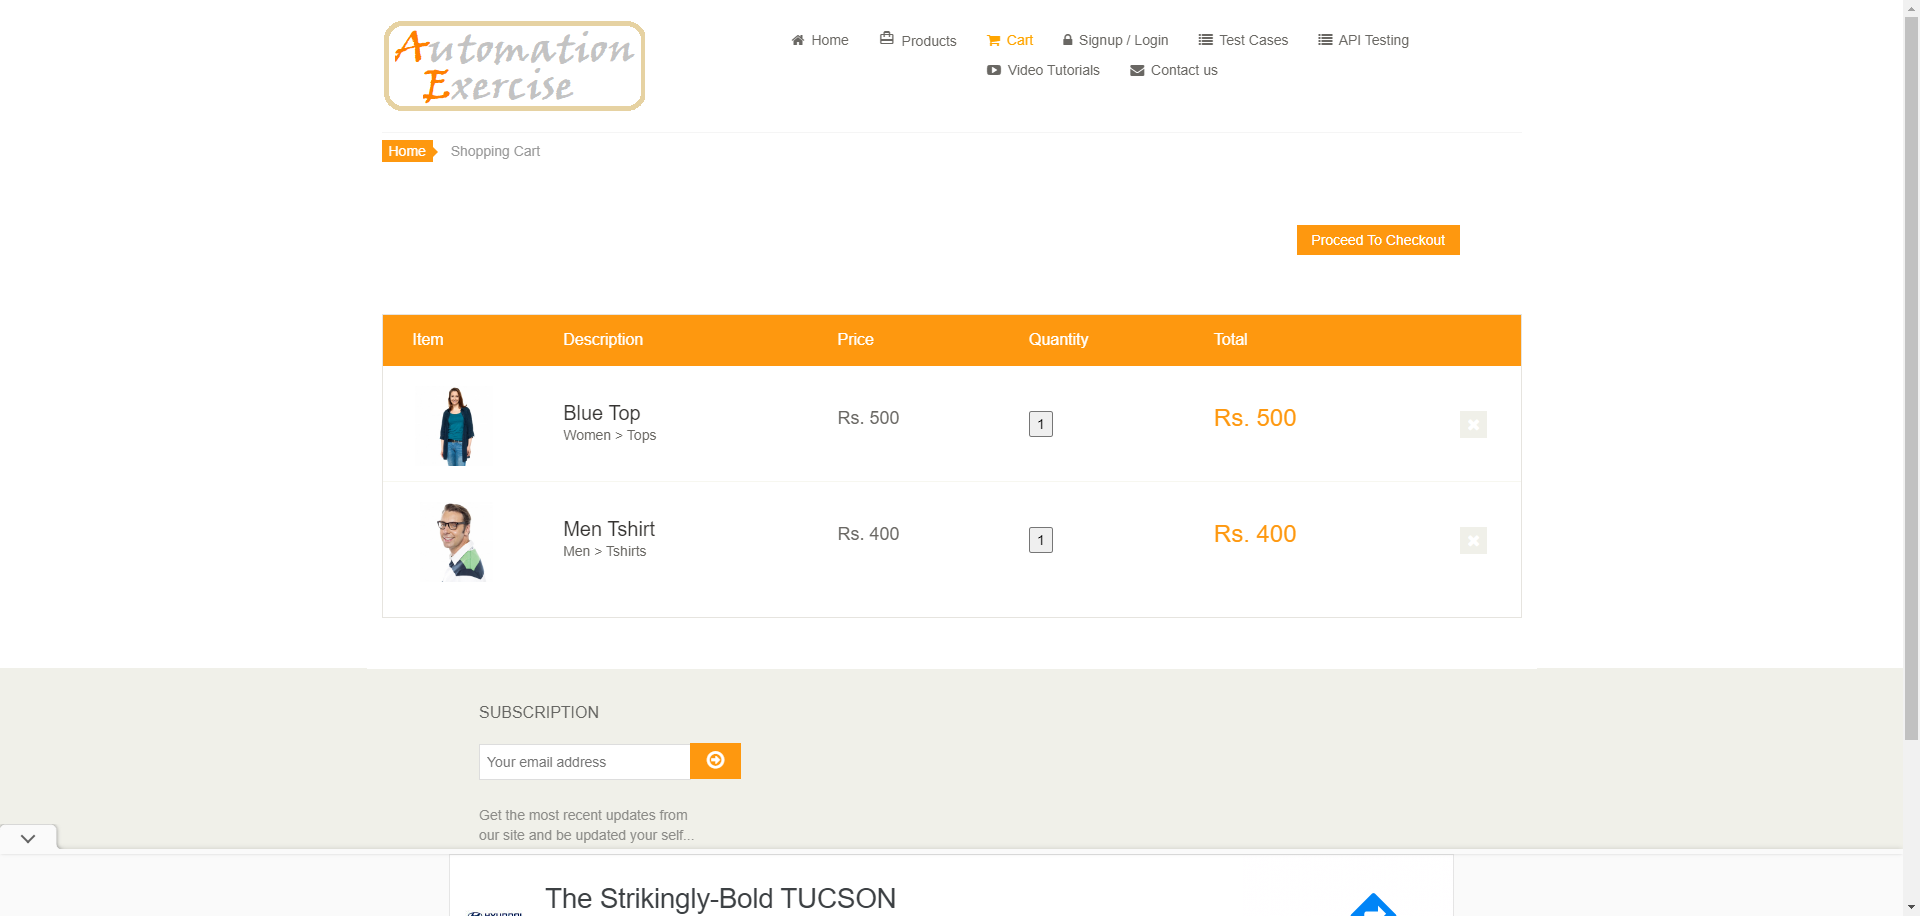 Automation
Exercise
Home
Products
Cart
Signup / Login
Test Cases
API Testing
Video Tutorials
Contact us
Home
Shopping Cart
Proceed To Checkout
Item Description Price Quantity Total
Blue Top
Women > Tops
Rs. 500
1
Rs. 500
Men Tshirt
Men > Tshirts
Rs. 400
1
Rs. 400
SUBSCRIPTION
Your email address
Get the most recent updates from
our site and be updated your self...
The Strikingly-Bold TUCSON